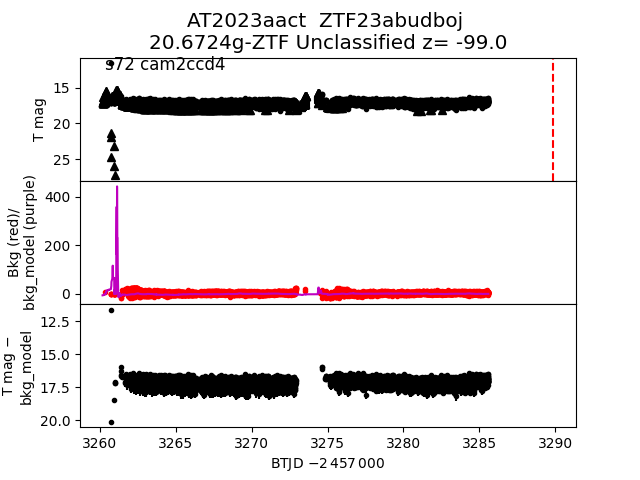 AT2023aact  ZTF23abudboj
20.6724g-ZTF Unclassified z= -99.0
s72 cam2ccd4
T mag
15
20
25
Bkg (red)/
bkg_model (purple)
400
200
0
T mag −
bkg_model
12.5
15.0
17.5
20.0
3260 3265 3270 3275 3280 3285 3290
BTJD −2 457 000